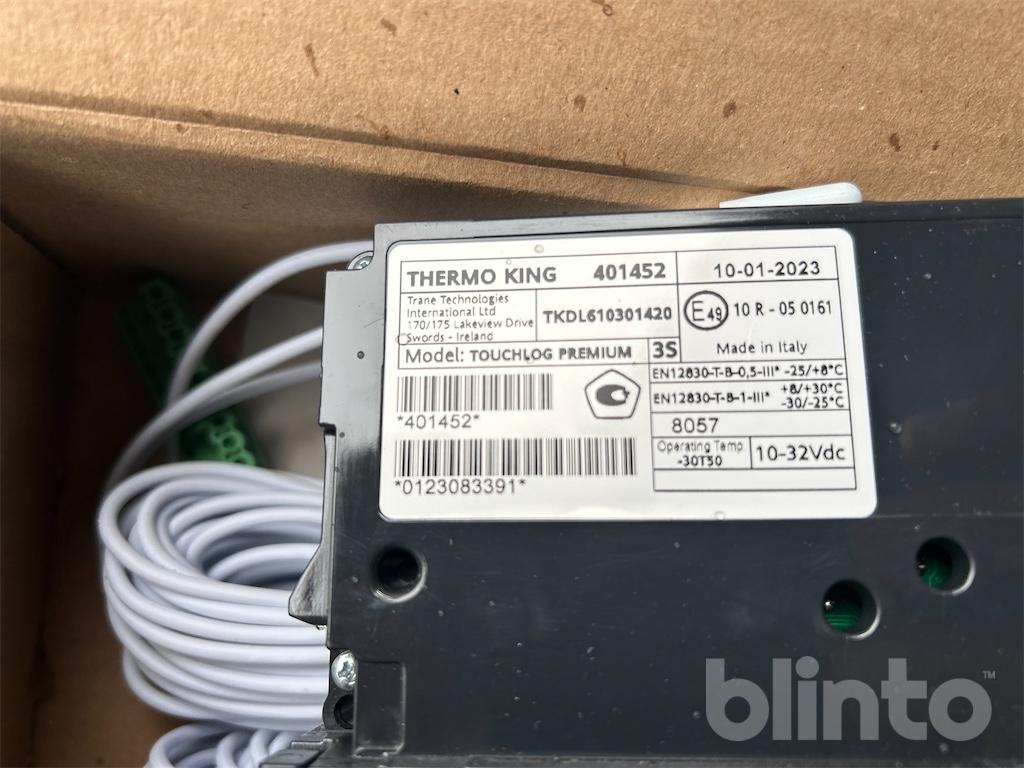 THERMO KING 401452
10-01-2023
Trane Technologies
International Ltd
170/175 Lakeview Drive
Swords - Ireland
TKDL610301420
E49 10 R - 05 0161
Model: TOUCHLOG PREMIUM 3S
Made in Italy
EN12830-T-B-0,5-III* -25/+8°C
EN12830-T-B-1-III* +8/+30°C
-30/-25°C
*401452*
8057
Operating Temp.
-30T50
10-32Vdc
*0123083391*
blinto™